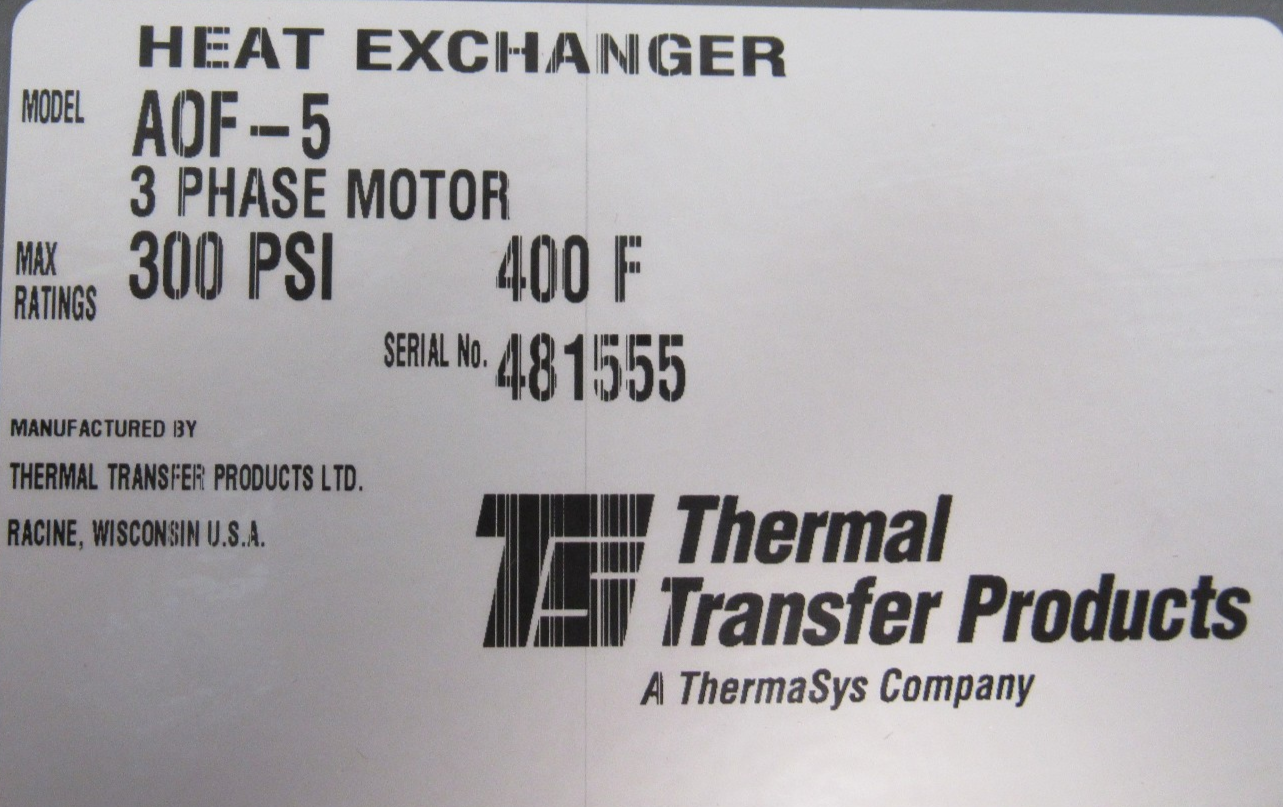 HEAT EXCHANGER
MODEL AOF-5
3 PHASE MOTOR
MAX RATINGS 300 PSI 400 F
SERIAL No. 481555
MANUFACTURED BY
THERMAL TRANSFER PRODUCTS LTD.
RACINE, WISCONSIN U.S.A.
Thermal
Transfer Products
A ThermaSys Company